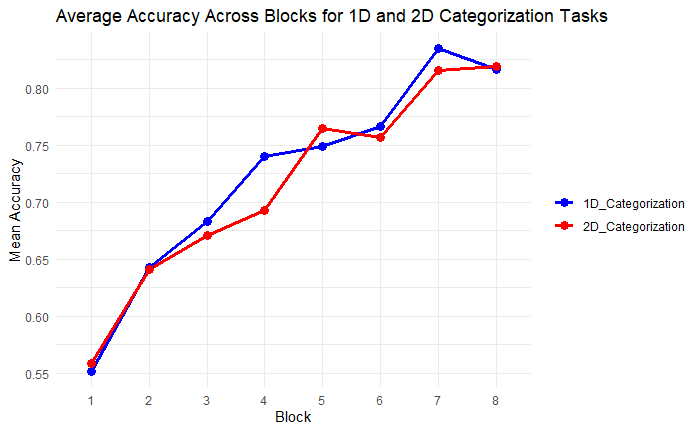 Average Accuracy Across Blocks for 1D and 2D Categorization Tasks
Mean Accuracy
0.80
0.75
0.70
0.65
0.60
0.55
1 2 3 4 5 6 7 8
Block
1D_Categorization
2D_Categorization